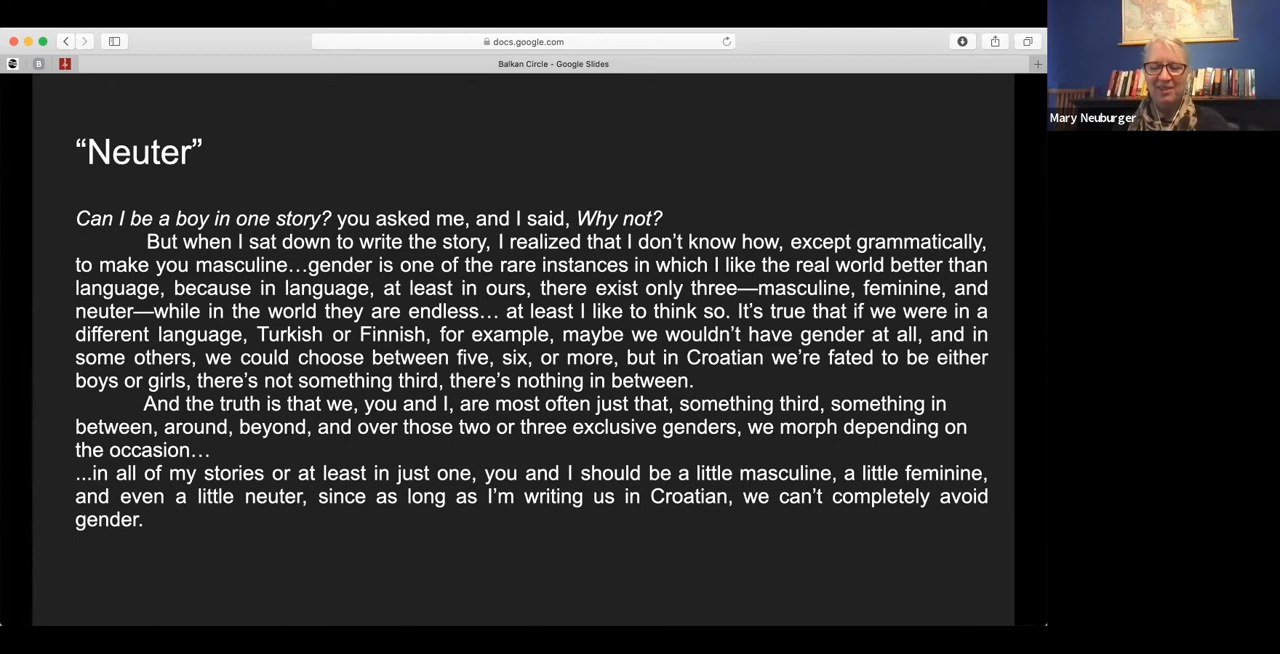 docs.google.com
B
Balkan Circle - Google Slides
Mary Neuburger
“Neuter”
Can I be a boy in one story? you asked me, and I said, Why not?
But when I sat down to write the story, I realized that I don’t know how, except grammatically,
to make you masculine…gender is one of the rare instances in which I like the real world better than
language, because in language, at least in ours, there exist only three—masculine, feminine, and
neuter—while in the world they are endless… at least I like to think so. It’s true that if we were in a
different language, Turkish or Finnish, for example, maybe we wouldn’t have gender at all, and in
some others, we could choose between five, six, or more, but in Croatian we’re fated to be either
boys or girls, there’s not something third, there’s nothing in between.
And the truth is that we, you and I, are most often just that, something third, something in
between, around, beyond, and over those two or three exclusive genders, we morph depending on
the occasion…
...in all of my stories or at least in just one, you and I should be a little masculine, a little feminine,
and even a little neuter, since as long as I’m writing us in Croatian, we can’t completely avoid
gender.